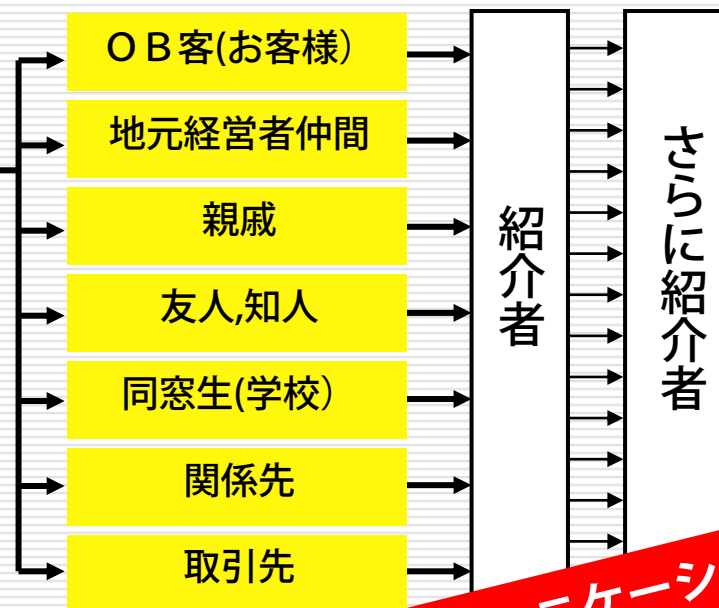 ＯＢ客(お客様）
地元経営者仲間
親戚
友人,知人
同窓生(学校）
関係先
取引先
紹介者
さらに紹介者
ケーシ